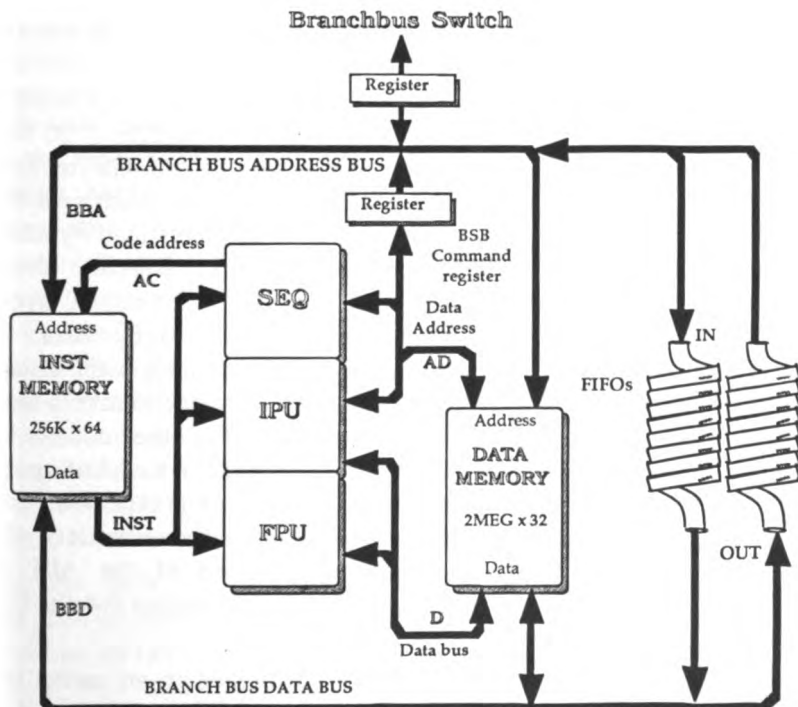 Branchbus Switch
Register
BRANCH BUS ADDRESS BUS
Register
BBA
Code address
AC
BSB
Command
register
SEQ
Data
Address
AD
IN
FIFOs
Address
INST
MEMORY
256K x 64
Data
IPU
Address
DATA
MEMORY
2MEG x 32
Data
INST
FPU
OUT
BBD
D
Data bus
BRANCH BUS DATA BUS